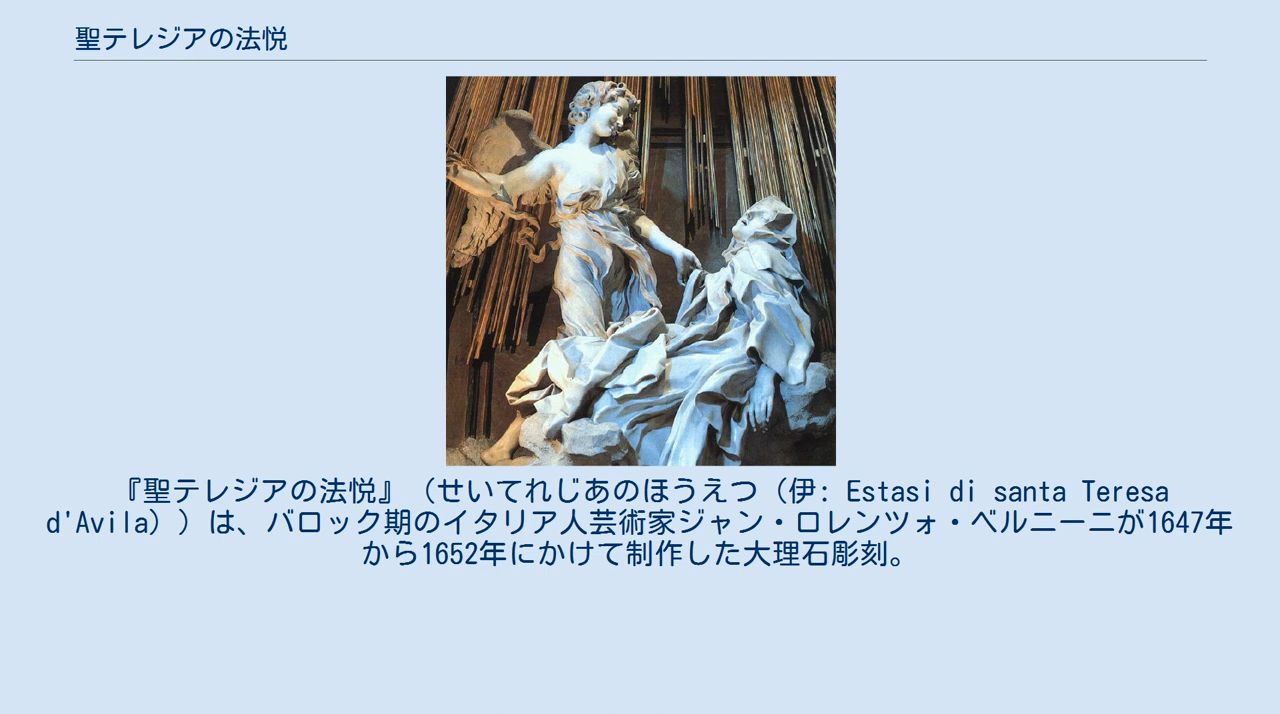 聖テレジアの法悦
『聖テレジアの法悦』（せいてれじあのほうえつ（伊: Estasi di santa Teresa
d'Avila））は、バロック期のイタリア人芸術家ジャン・ロレンツォ・ベルニーニが1647年
から1652年にかけて制作した大理石彫刻。